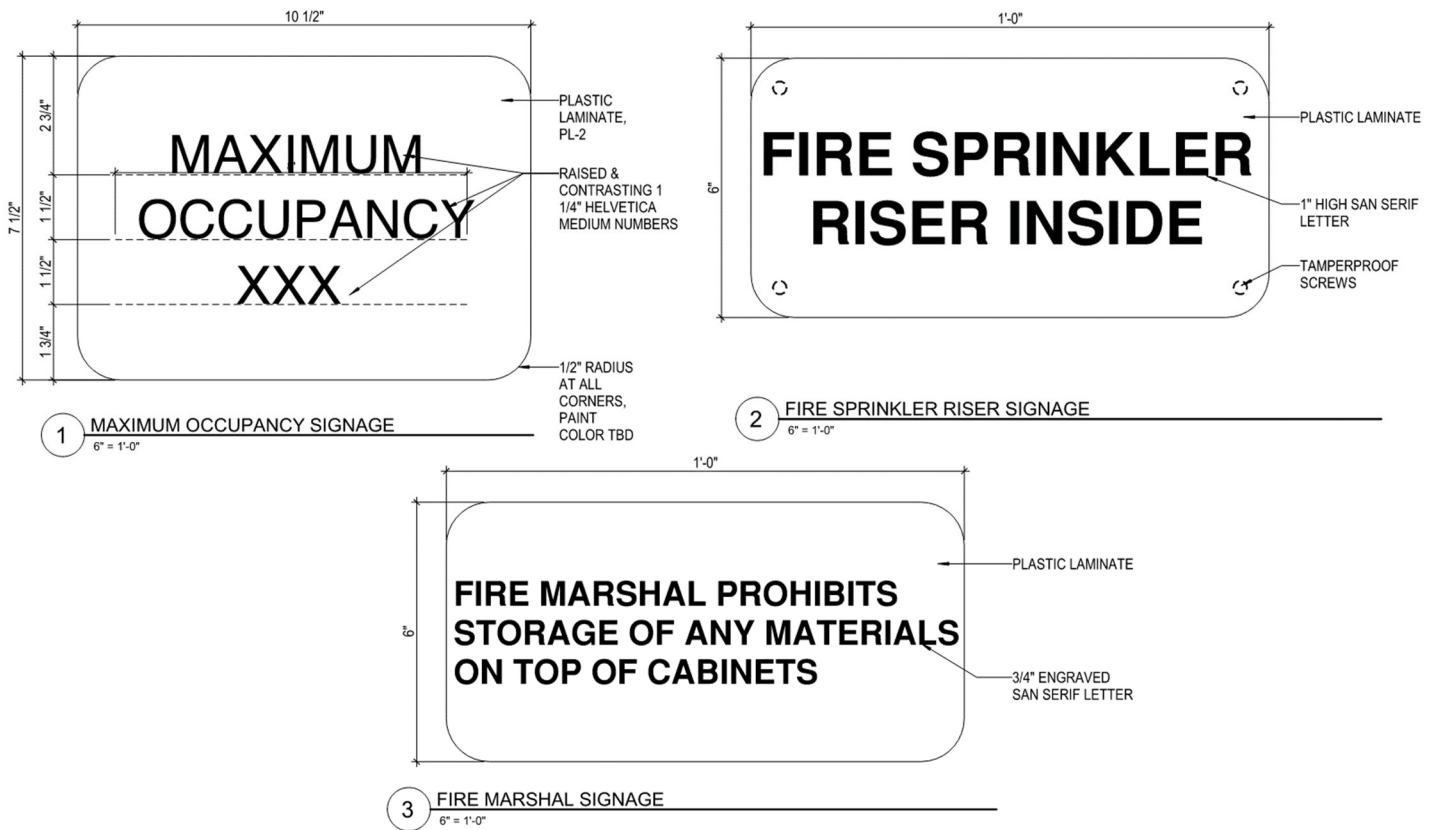 10 1/2"
7 1/2"
2 3/4"
1 1/2"
1 1/2"
1 3/4"
MAXIMUM
OCCUPANCY
XXX
PLASTIC
LAMINATE,
PL-2
RAISED &
CONTRASTING 1
1/4" HELVETICA
MEDIUM NUMBERS
1/2" RADIUS
AT ALL
CORNERS,
PAINT
COLOR TBD
1 MAXIMUM OCCUPANCY SIGNAGE
6" = 1'-0"
1'-0"
6"
FIRE SPRINKLER
RISER INSIDE
PLASTIC LAMINATE
1" HIGH SAN SERIF
LETTER
TAMPERPROOF
SCREWS
2 FIRE SPRINKLER RISER SIGNAGE
6" = 1'-0"
1'-0"
6"
FIRE MARSHAL PROHIBITS
STORAGE OF ANY MATERIALS
ON TOP OF CABINETS
PLASTIC LAMINATE
3/4" ENGRAVED
SAN SERIF LETTER
3 FIRE MARSHAL SIGNAGE
6" = 1'-0"